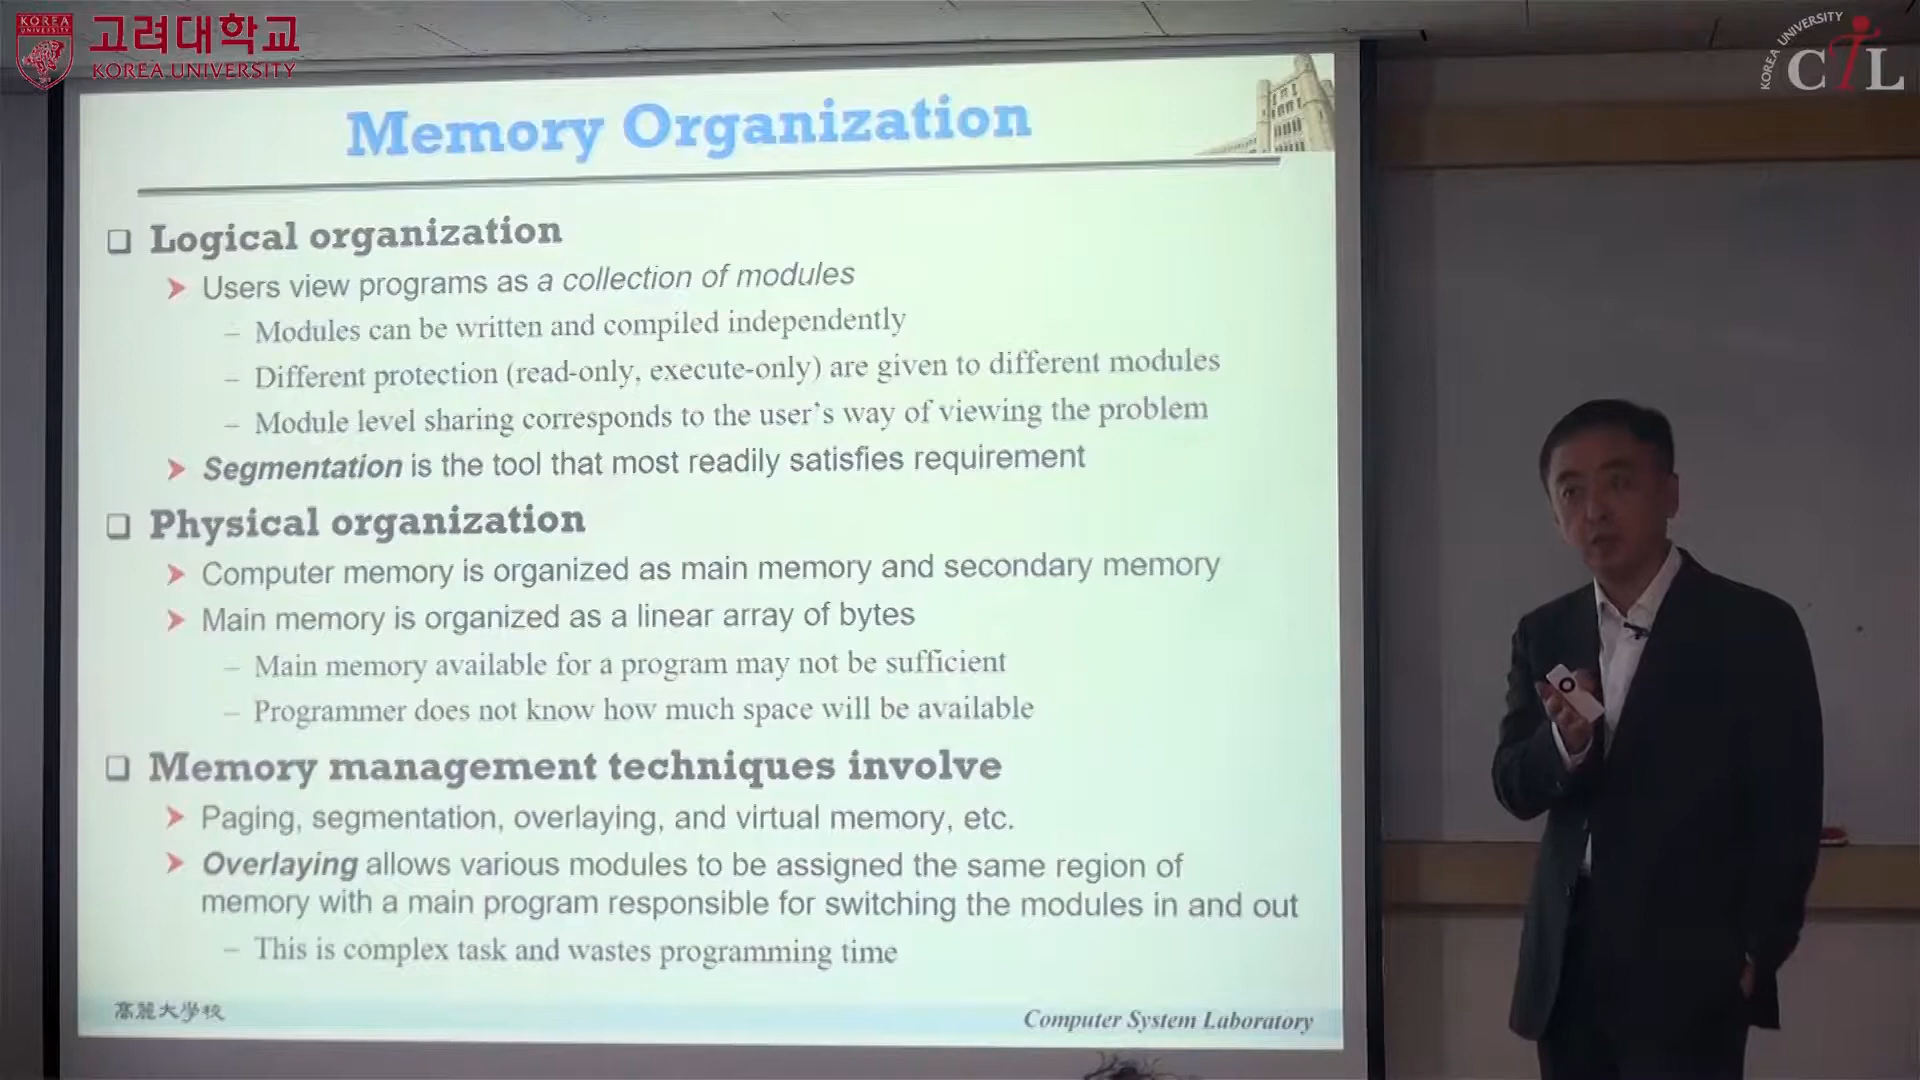 KOREA
UNIVERSITY
고려대학교
KOREA UNIVERSITY
KOREA UNIVERSITY
CTL
Memory Organization
Logical organization
Users view programs as a collection of modules
– Modules can be written and compiled independently
– Different protection (read-only, execute-only) are given to different modules
– Module level sharing corresponds to the user's way of viewing the problem
Segmentation is the tool that most readily satisfies requirement
Physical organization
Computer memory is organized as main memory and secondary memory
Main memory is organized as a linear array of bytes
– Main memory available for a program may not be sufficient
– Programmer does not know how much space will be available
Memory management techniques involve
Paging, segmentation, overlaying, and virtual memory, etc.
Overlaying allows various modules to be assigned the same region of
memory with a main program responsible for switching the modules in and out
– This is complex task and wastes programming time
高麗大學校
Computer System Laboratory